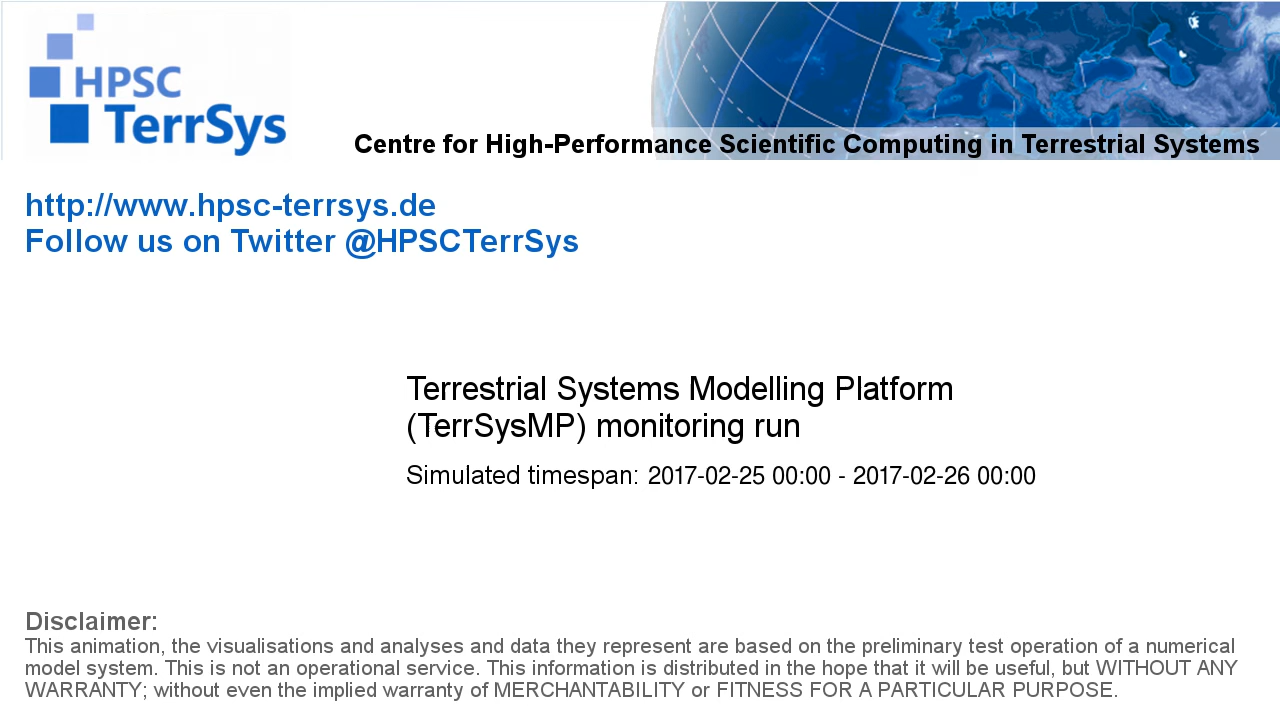 HPSC
TerrSys
Centre for High-Performance Scientific Computing in Terrestrial Systems
http://www.hpsc-terrsys.de
Follow us on Twitter @HPSCTerrSys
Terrestrial Systems Modelling Platform
(TerrSysMP) monitoring run
Simulated timespan: 2017-02-25 00:00 - 2017-02-26 00:00
Disclaimer:
This animation, the visualisations and analyses and data they represent are based on the preliminary test operation of a numerical
model system. This is not an operational service. This information is distributed in the hope that it will be useful, but WITHOUT ANY
WARRANTY; without even the implied warranty of MERCHANTABILITY or FITNESS FOR A PARTICULAR PURPOSE.